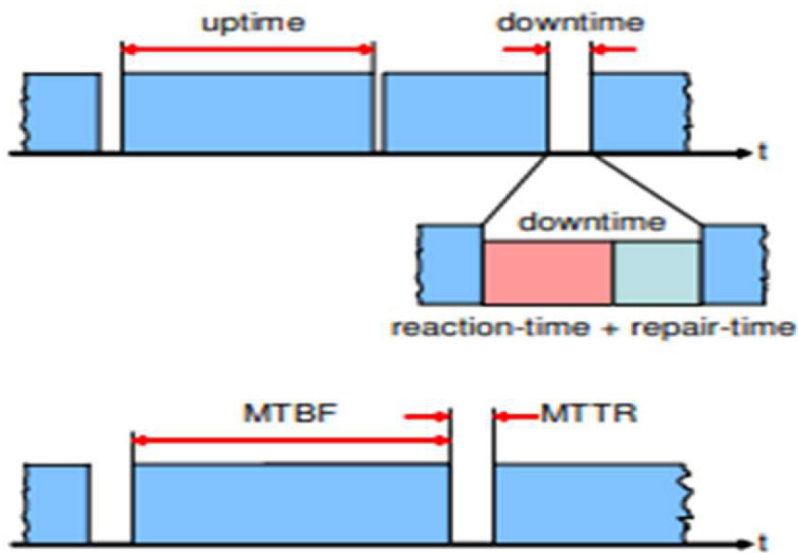 uptime downtime
t
downtime
reaction-time + repair-time
MTBF MTTR
t